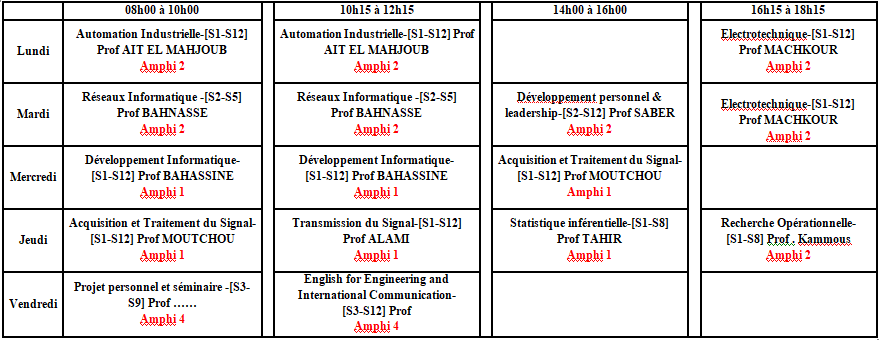 08h00 à 10h00 10h15 à 12h15 14h00 à 16h00 16h15 à 18h15
Lundi
Automation Industrielle-[S1-S12]
Prof AIT EL MAHJOUB
Amphi 2
Automation Industrielle-[S1-S12] Prof
AIT EL MAHJOUB
Amphi 2
Electrotechnique-[S1-S12]
Prof MACHKOUR
Amphi 2
Mardi
Réseaux Informatique -[S2-S5]
Prof BAHNASSE
Amphi 2
Réseaux Informatique -[S2-S5]
Prof BAHNASSE
Amphi 2
Développement personnel &
leadership-[S2-S12] Prof SABER
Amphi 2
Electrotechnique-[S1-S12]
Prof MACHKOUR
Amphi 2
Mercredi
Développement Informatique-
[S1-S12] Prof BAHASSINE
Amphi 1
Développement Informatique-
[S1-S12] Prof BAHASSINE
Amphi 1
Acquisition et Traitement du Signal-
[S1-S12] Prof MOUTCHOU
Amphi 1
Jeudi
Acquisition et Traitement du Signal-
[S1-S12] Prof MOUTCHOU
Amphi 1
Transmission du Signal-[S1-S12]
Prof ALAMI
Amphi 1
Statistique inférentielle-[S1-S8]
Prof TAHIR
Amphi 1
Recherche Opérationnelle-
[S1-S8] Prof . Kammous
Amphi 2
Vendredi
Projet personnel et séminaire -[S3-
S9] Prof ……
Amphi 4
English for Engineering and
International Communication-
[S3-S12] Prof
Amphi 4